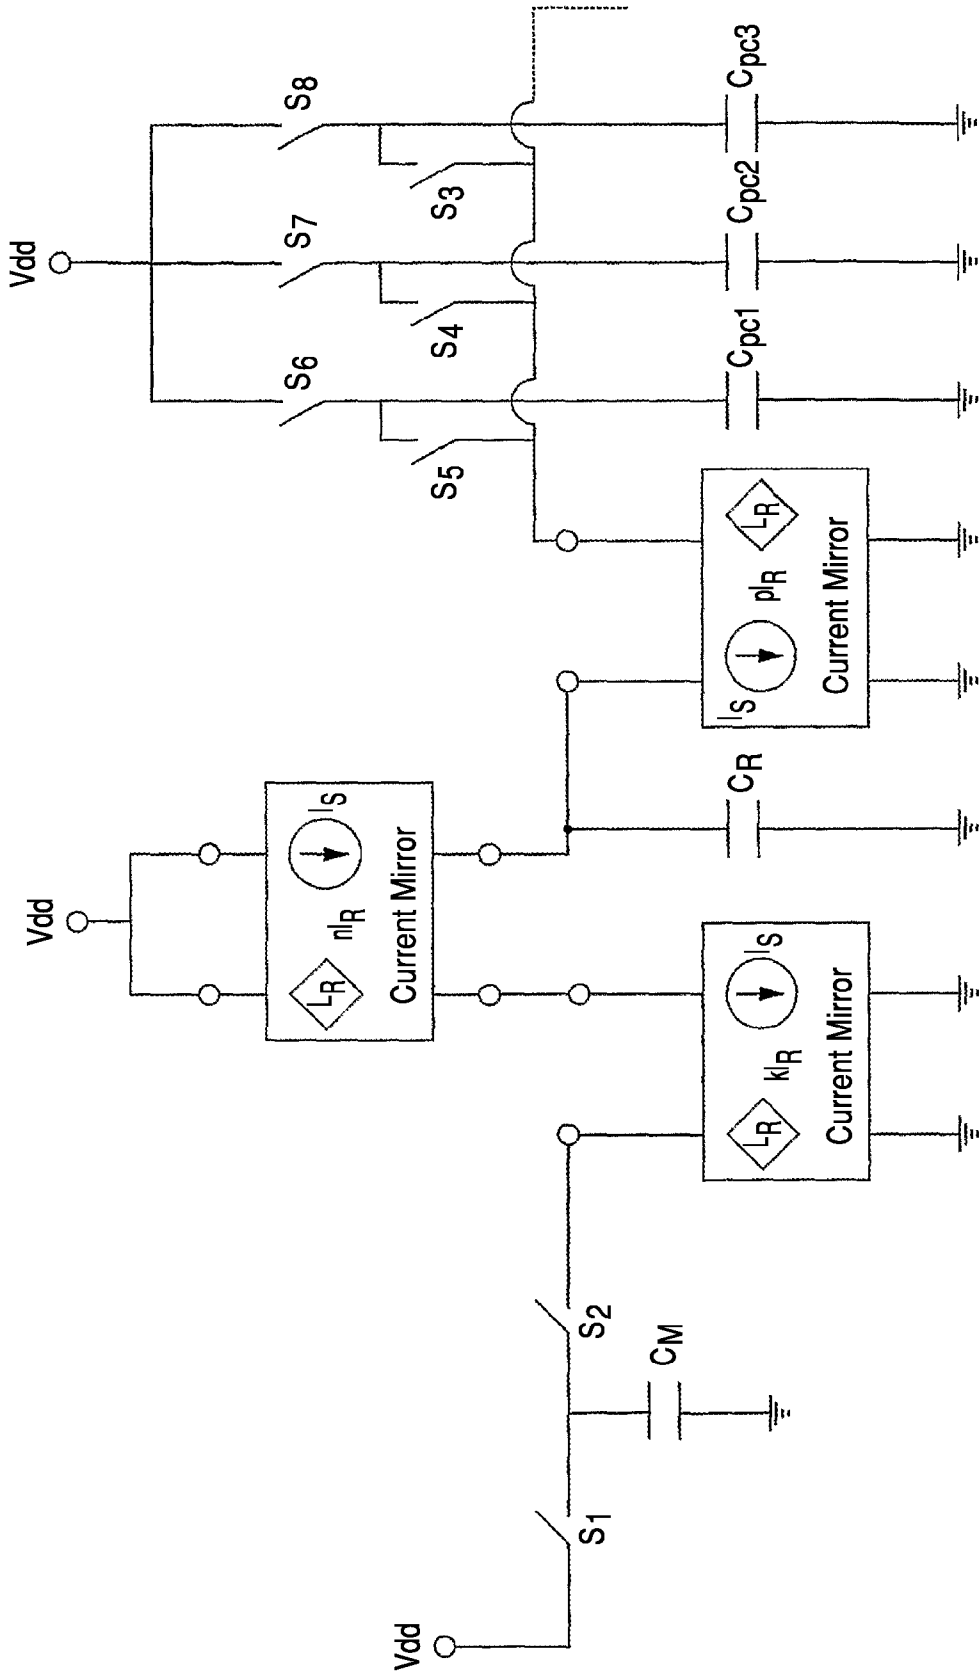 Vdd
S8
S7
S6
S3
S4
S5
Cpc3
Cpc2
Cpc1
Vdd
IS
nIR
LR
Current Mirror
LR
pIR
IS
Current Mirror
CR
IS
kIR
LR
Current Mirror
S2
CM
S1
Vdd